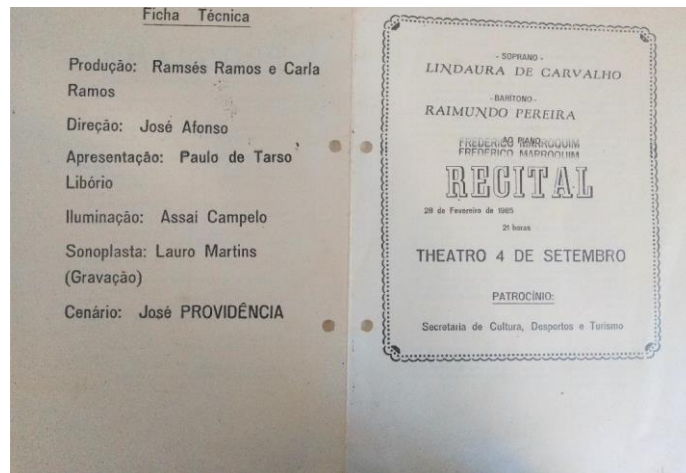 Ficha Técnica
Produção: Ramsés Ramos e Carla
Ramos
Direção: José Afonso
Apresentação: Paulo de Tarso
Libório
Iluminação: Assaí Campelo
Sonoplasta: Lauro Martins
(Gravação)
Cenário: José PROVIDÊNCIA
- SOPRANO -
LINDAURA DE CARVALHO
- BARÍTONO -
RAIMUNDO PEREIRA
AO PIANO
FREDERICO MARROQUIM
FREDERICO MARROQUIM
RECITAL
28 de Fevereiro de 1985
21 horas
THEATRO 4 DE SETEMBRO
PATROCÍNIO:
Secretaria de Cultura, Desportos e Turismo